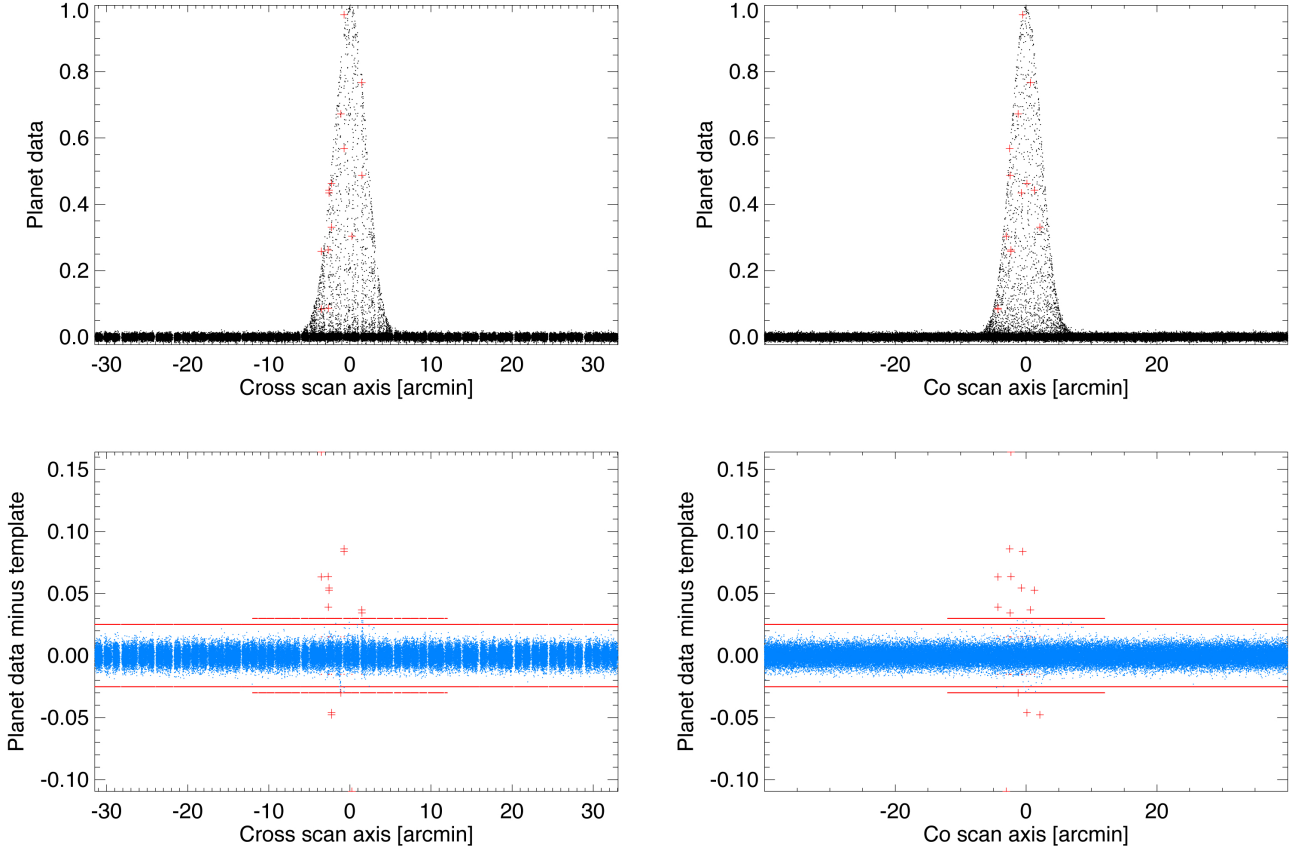 1.0
0.8
0.6
0.4
0.2
0.0
Planet data
-30 -20 -10 0 10 20 30
Cross scan axis [arcmin]
1.0
0.8
0.6
0.4
0.2
0.0
Planet data
-20 0 20
Co scan axis [arcmin]
0.15
0.10
0.05
0.00
-0.05
-0.10
Planet data minus template
-30 -20 -10 0 10 20 30
Cross scan axis [arcmin]
0.15
0.10
0.05
0.00
-0.05
-0.10
Planet data minus template
-20 0 20
Co scan axis [arcmin]